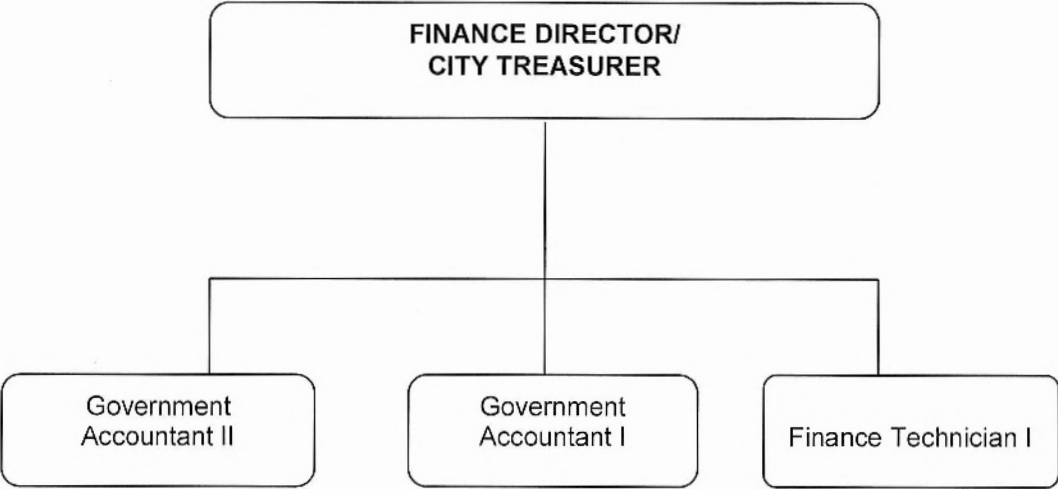 FINANCE DIRECTOR/
CITY TREASURER
Government
Accountant II
Government
Accountant I
Finance Technician I